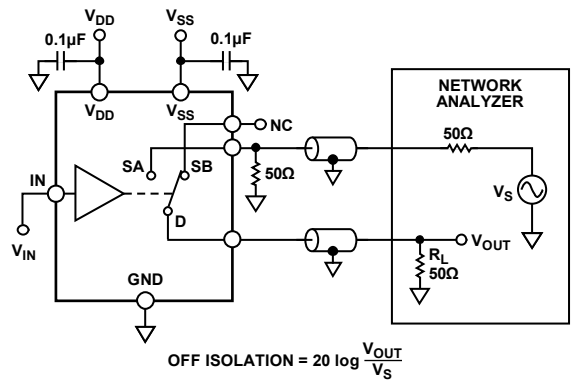 VDD
VSS
0.1µF
0.1µF
VDD
VSS
NC
NETWORK
ANALYZER
50Ω
SA
SB
50Ω
IN
VS
D
VIN
VOUT
RL
50Ω
GND
OFF ISOLATION = 20 log VOUT
VS